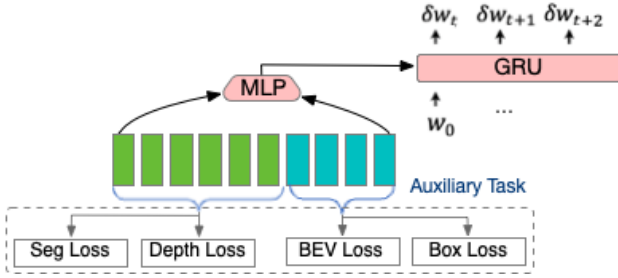 δw_t δw_{t+1} δw_{t+2}
GRU
MLP
w_0 ...
Auxiliary Task
Seg Loss Depth Loss BEV Loss Box Loss